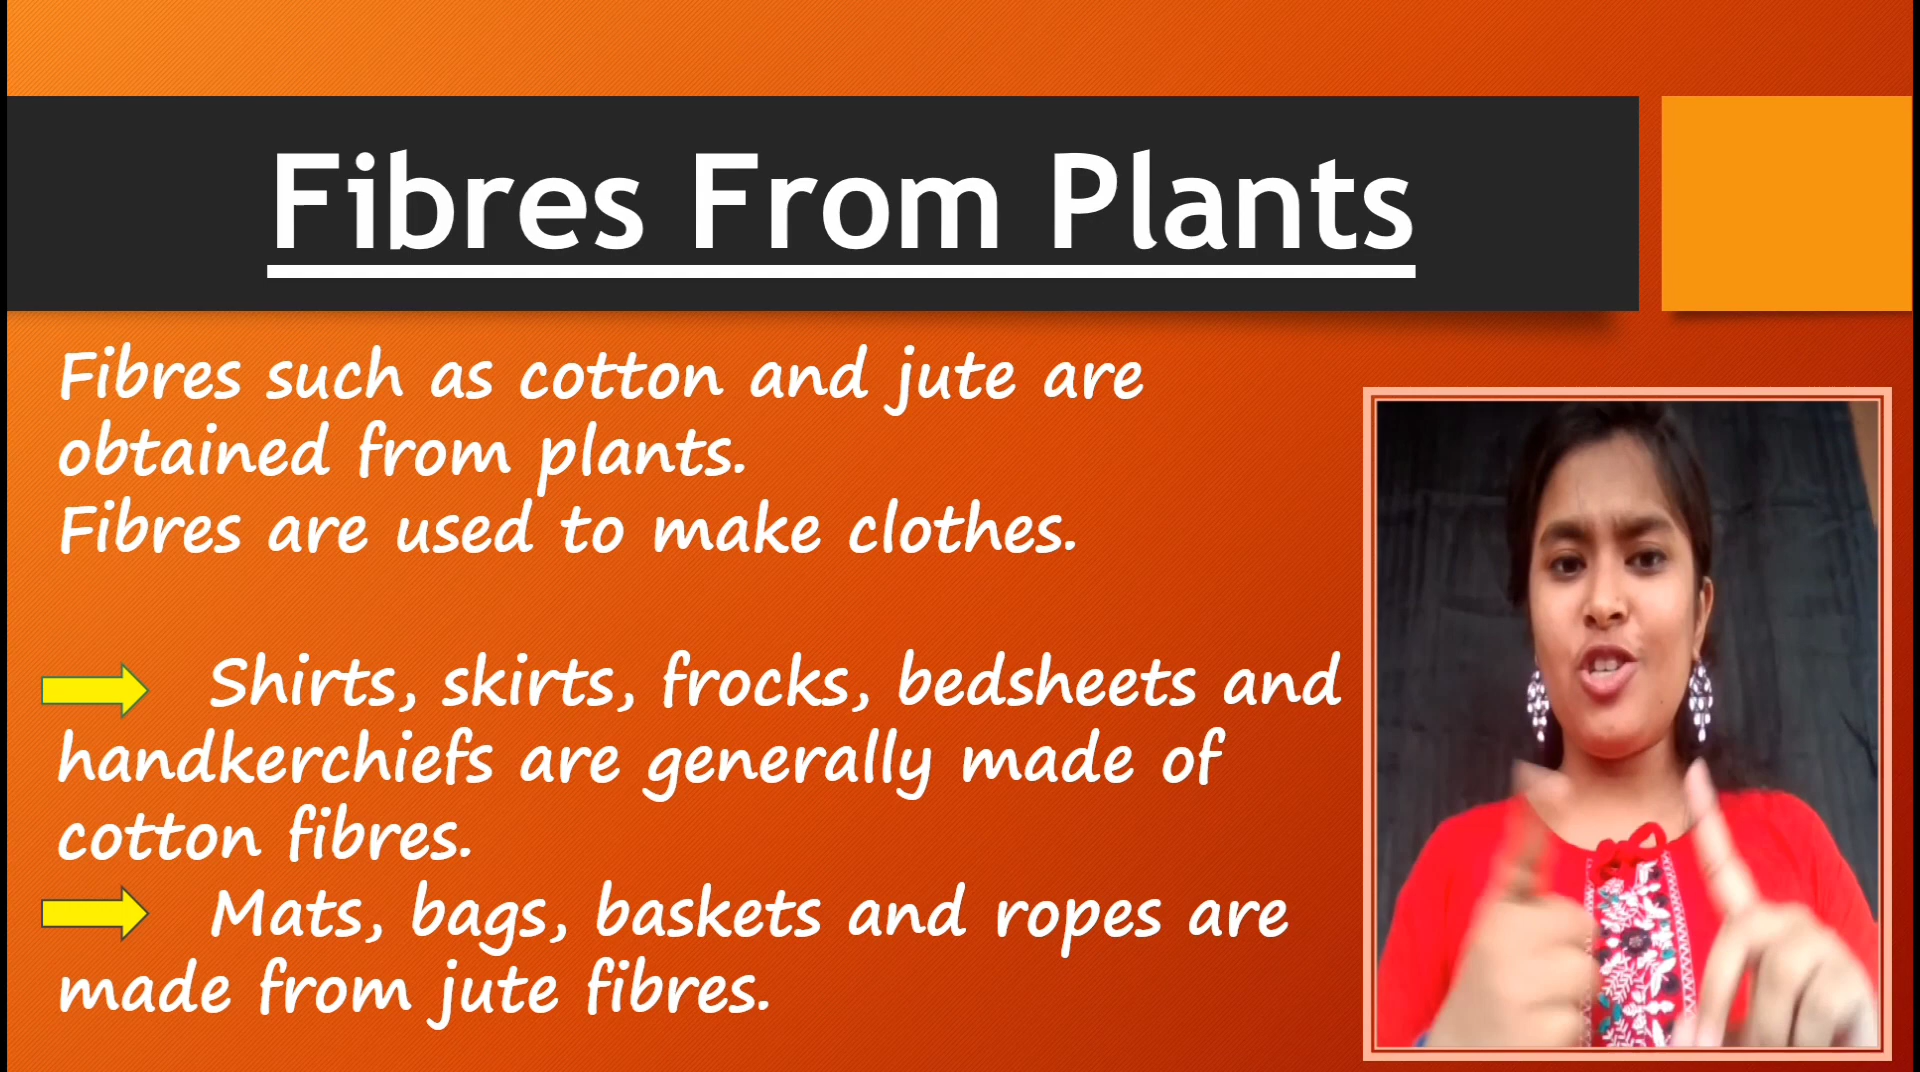 Fibres From Plants
Fibres such as cotton and jute are
obtained from plants.
Fibres are used to make clothes.
Shirts, skirts, frocks, bedsheets and
handkerchiefs are generally made of
cotton fibres.
Mats, bags, baskets and ropes are
made from jute fibres.